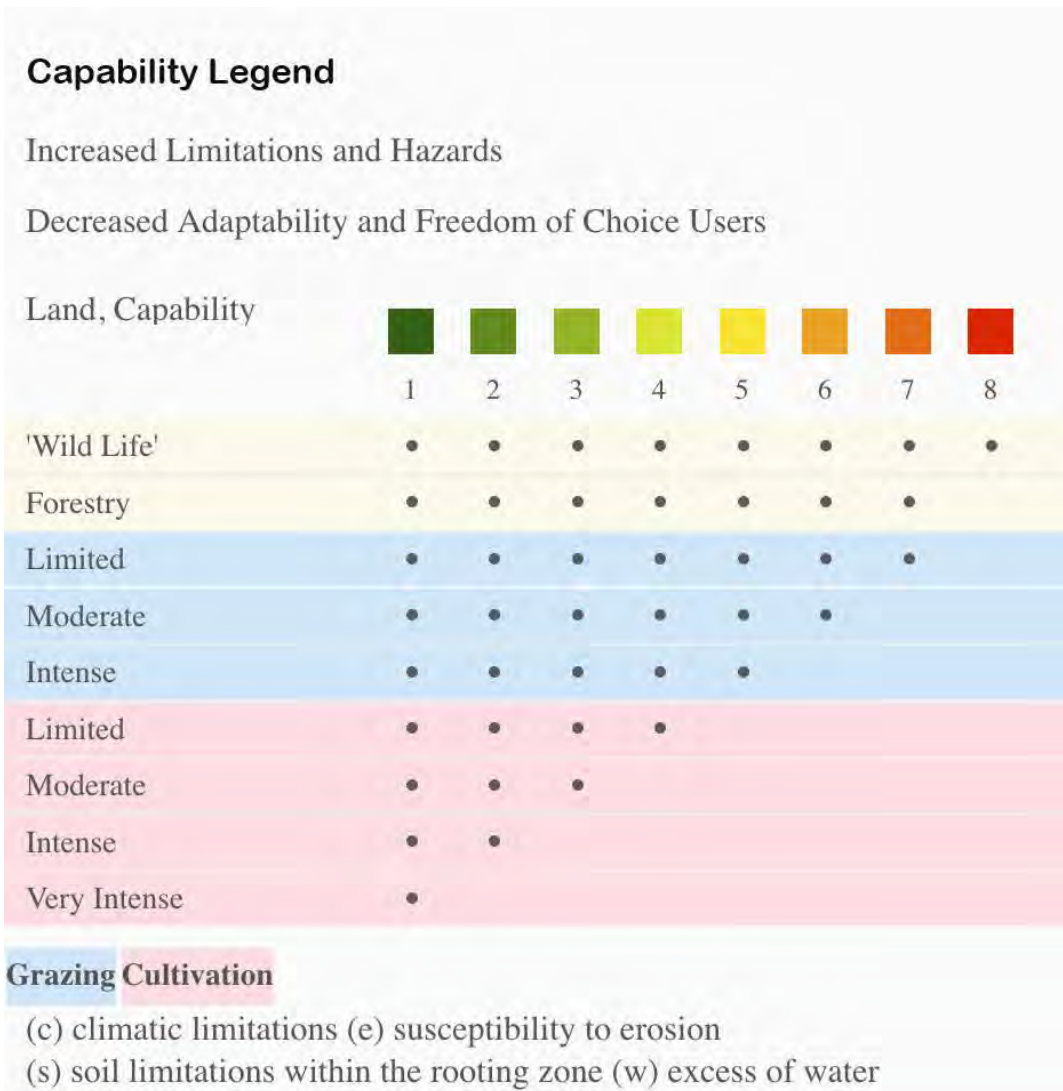 Capability Legend
Increased Limitations and Hazards
Decreased Adaptability and Freedom of Choice Users
Land, Capability
1 2 3 4 5 6 7 8
'Wild Life' • • • • • • • •
Forestry • • • • • • •
Limited • • • • • • •
Moderate • • • • • •
Intense • • • • •
Limited • • • •
Moderate • • •
Intense • •
Very Intense •
Grazing Cultivation
(c) climatic limitations (e) susceptibility to erosion
(s) soil limitations within the rooting zone (w) excess of water